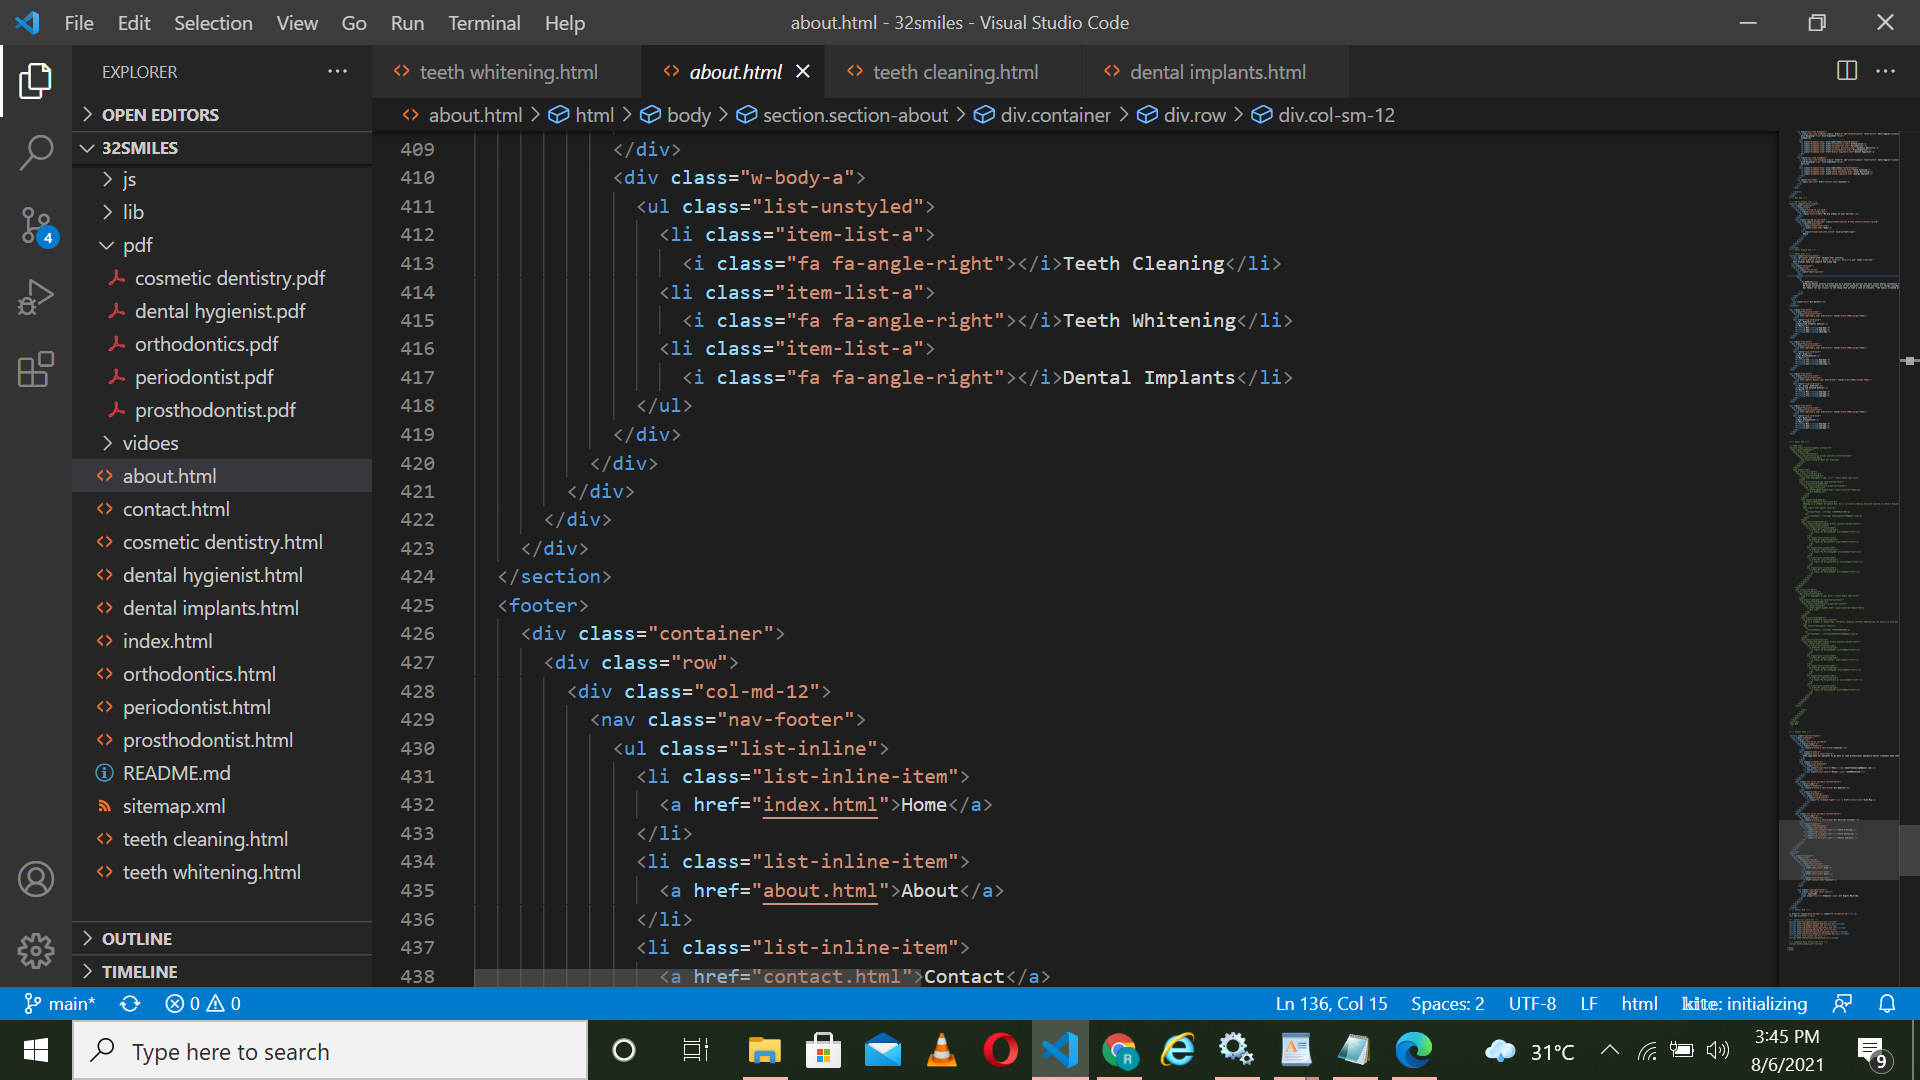 File Edit Selection View Go Run Terminal Help
about.html - 32smiles - Visual Studio Code
EXPLORER
OPEN EDITORS
32SMILES
js
lib
pdf
cosmetic dentistry.pdf
dental hygienist.pdf
orthodontics.pdf
periodontist.pdf
prosthodontist.pdf
vidoes
about.html
contact.html
cosmetic dentistry.html
dental hygienist.html
dental implants.html
index.html
orthodontics.html
periodontist.html
prosthodontist.html
README.md
sitemap.xml
teeth cleaning.html
teeth whitening.html
OUTLINE
TIMELINE
4
teeth whitening.html about.html teeth cleaning.html dental implants.html
about.html > html > body > section.section-about > div.container > div.row > div.col-sm-12
409 </div>
410 <div class="w-body-a">
411 <ul class="list-unstyled">
412 <li class="item-list-a">
413 <i class="fa fa-angle-right"></i>Teeth Cleaning</li>
414 <li class="item-list-a">
415 <i class="fa fa-angle-right"></i>Teeth Whitening</li>
416 <li class="item-list-a">
417 <i class="fa fa-angle-right"></i>Dental Implants</li>
418 </ul>
419 </div>
420 </div>
421 </div>
422 </div>
423 </div>
424 </section>
425 <footer>
426 <div class="container">
427 <div class="row">
428 <div class="col-md-12">
429 <nav class="nav-footer">
430 <ul class="list-inline">
431 <li class="list-inline-item">
432 <a href="index.html">Home</a>
433 </li>
434 <li class="list-inline-item">
435 <a href="about.html">About</a>
436 </li>
437 <li class="list-inline-item">
438 <a href="contact.html">Contact</a>
main* 0 0 Ln 136, Col 15 Spaces: 2 UTF-8 LF html kite: initializing
Type here to search
R
31°C
3:45 PM
8/6/2021
9